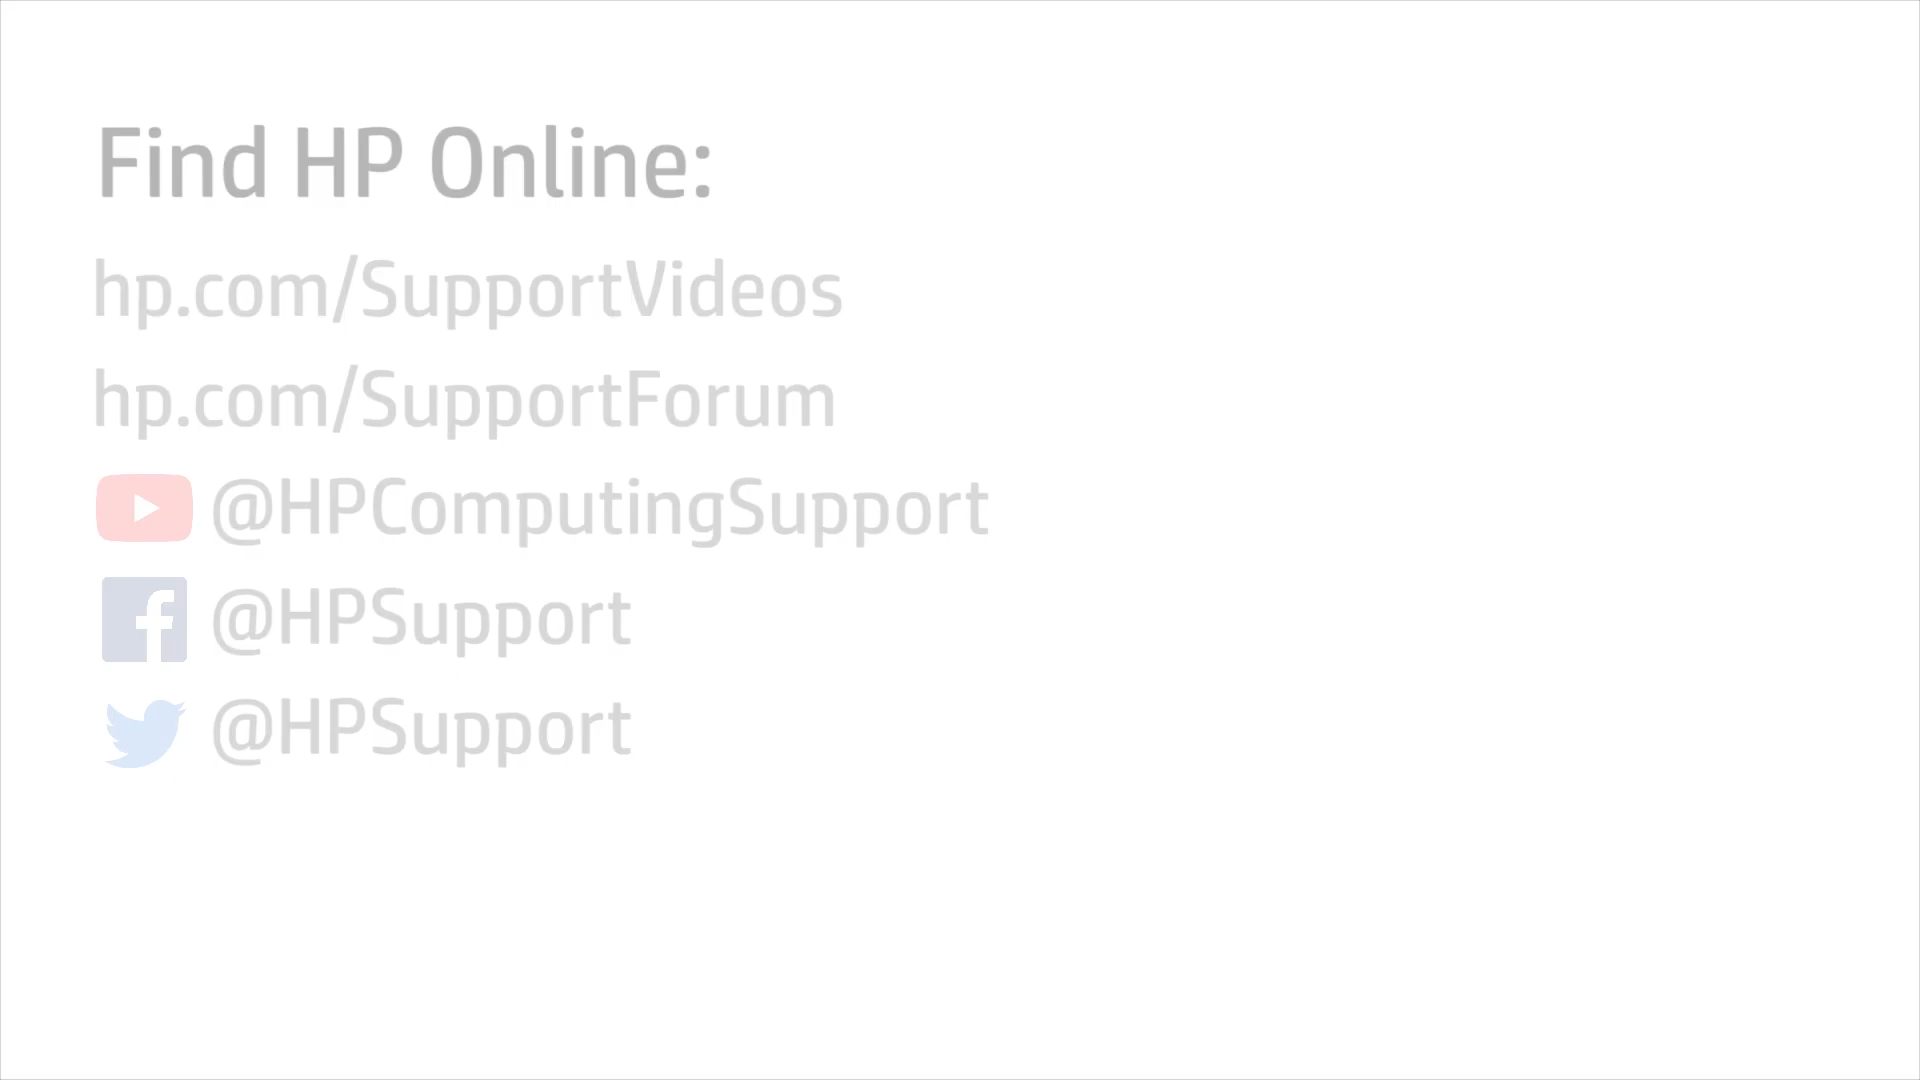 Find HP Online:
hp.com/SupportVideos
hp.com/SupportForum
@HPComputingSupport
@HPSupport
@HPSupport